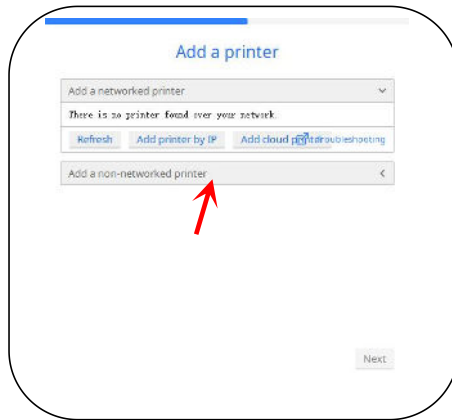 Add a printer
Add a networked printer
There is no printer found over your network.
Refresh Add printer by IP Add cloud printer Troubleshooting
Add a non-networked printer
Next